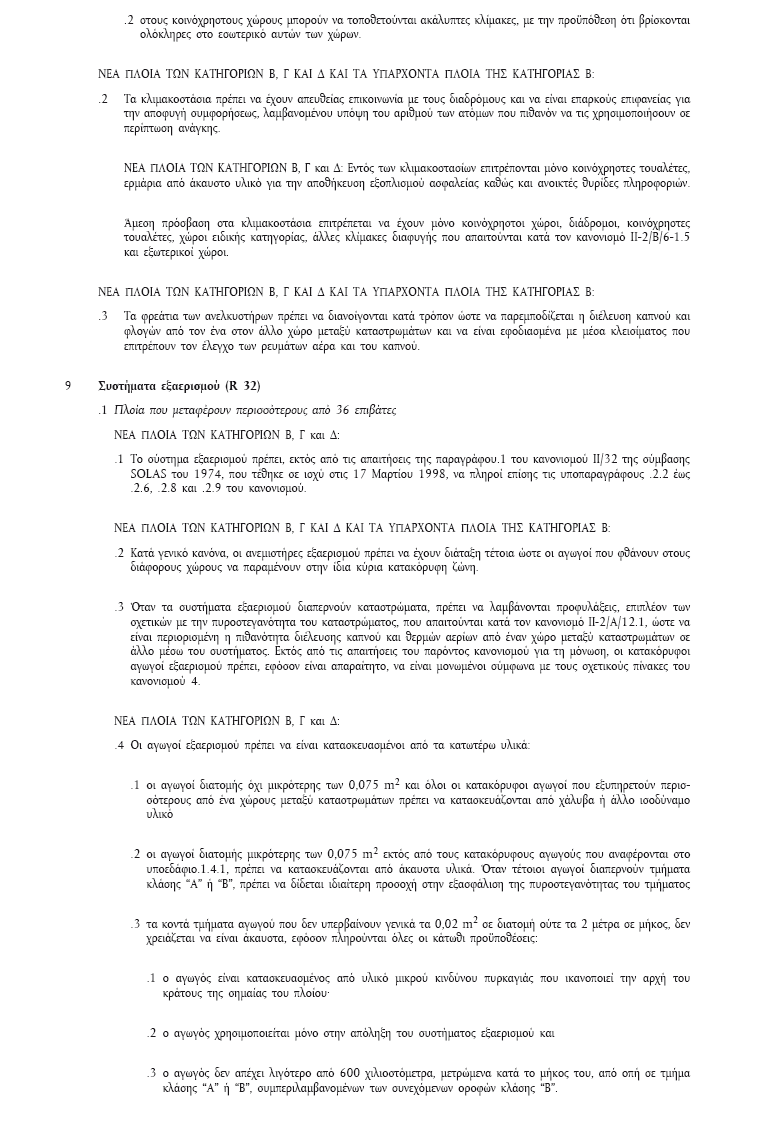 .2 στους κοινόχρηστους χώρους μπορούν να τοποθετούνται ακάλυπτες κλίμακες, με την προϋπόθεση ότι βρίσκονται
ολόκληρες στο εσωτερικό αυτών των χώρων.
ΝΕΑ ΠΛΟΙΑ ΤΩΝ ΚΑΤΗΓΟΡΙΩΝ Β, Γ ΚΑΙ Δ ΚΑΙ ΤΑ ΥΠΑΡΧΟΝΤΑ ΠΛΟΙΑ ΤΗΣ ΚΑΤΗΓΟΡΙΑΣ Β:
.2 Τα κλιμακοστάσια πρέπει να έχουν απευθείας επικοινωνία με τους διαδρόμους και να είναι επαρκούς επιφανείας για
την αποφυγή συμφορήσεως, λαμβανομένου υπόψη του αριθμού των ατόμων που πιθανόν να τις χρησιμοποιήσουν σε
περίπτωση ανάγκης.
ΝΕΑ ΠΛΟΙΑ ΤΩΝ ΚΑΤΗΓΟΡΙΩΝ Β, Γ και Δ: Εντός των κλιμακοστασίων επιτρέπονται μόνο κοινόχρηστες τουαλέτες,
ερμάρια από άκαυστο υλικό για την αποθήκευση εξοπλισμού ασφαλείας καθώς και ανοικτές θυρίδες πληροφοριών.
Άμεση πρόσβαση στα κλιμακοστάσια επιτρέπεται να έχουν μόνο κοινόχρηστοι χώροι, διάδρομοι, κοινόχρηστες
τουαλέτες, χώροι ειδικής κατηγορίας, άλλες κλίμακες διαφυγής που απαιτούνται κατά τον κανονισμό II-2/B/6-1.5
και εξωτερικοί χώροι.
ΝΕΑ ΠΛΟΙΑ ΤΩΝ ΚΑΤΗΓΟΡΙΩΝ Β, Γ ΚΑΙ Δ ΚΑΙ ΤΑ ΥΠΑΡΧΟΝΤΑ ΠΛΟΙΑ ΤΗΣ ΚΑΤΗΓΟΡΙΑΣ Β:
.3 Τα φρεάτια των ανελκυστήρων πρέπει να διανοίγονται κατά τρόπον ώστε να παρεμποδίζεται η διέλευση καπνού και
φλογών από τον ένα στον άλλο χώρο μεταξύ καταστρωμάτων και να είναι εφοδιασμένα με μέσα κλεισίματος που
επιτρέπουν τον έλεγχο των ρευμάτων αέρα και του καπνού.
9 Συστήματα εξαερισμού (R 32)
.1 Πλοία που μεταφέρουν περισσότερους από 36 επιβάτες
ΝΕΑ ΠΛΟΙΑ ΤΩΝ ΚΑΤΗΓΟΡΙΩΝ Β, Γ και Δ:
.1 Το σύστημα εξαερισμού πρέπει, εκτός από τις απαιτήσεις της παραγράφου.1 του κανονισμού II/32 της σύμβασης
SOLAS του 1974, που τέθηκε σε ισχύ στις 17 Μαρτίου 1998, να πληροί επίσης τις υποπαραγράφους .2.2 έως
.2.6, .2.8 και .2.9 του κανονισμού.
ΝΕΑ ΠΛΟΙΑ ΤΩΝ ΚΑΤΗΓΟΡΙΩΝ Β, Γ ΚΑΙ Δ ΚΑΙ ΤΑ ΥΠΑΡΧΟΝΤΑ ΠΛΟΙΑ ΤΗΣ ΚΑΤΗΓΟΡΙΑΣ Β:
.2 Κατά γενικό κανόνα, οι ανεμιστήρες εξαερισμού πρέπει να έχουν διάταξη τέτοια ώστε οι αγωγοί που φθάνουν στους
διάφορους χώρους να παραμένουν στην ίδια κύρια κατακόρυφη ζώνη.
.3 Όταν τα συστήματα εξαερισμού διαπερνούν καταστρώματα, πρέπει να λαμβάνονται προφυλάξεις, επιπλέον των
σχετικών με την πυροστεγανότητα του καταστρώματος, που απαιτούνται κατά τον κανονισμό II-2/A/12.1, ώστε να
είναι περιορισμένη η πιθανότητα διέλευσης καπνού και θερμών αερίων από έναν χώρο μεταξύ καταστρωμάτων σε
άλλο μέσω του συστήματος. Εκτός από τις απαιτήσεις του παρόντος κανονισμού για τη μόνωση, οι κατακόρυφοι
αγωγοί εξαερισμού πρέπει, εφόσον είναι απαραίτητο, να είναι μονωμένοι σύμφωνα με τους σχετικούς πίνακες του
κανονισμού 4.
ΝΕΑ ΠΛΟΙΑ ΤΩΝ ΚΑΤΗΓΟΡΙΩΝ Β, Γ και Δ:
.4 Οι αγωγοί εξαερισμού πρέπει να είναι κατασκευασμένοι από τα κατωτέρω υλικά:
.1 οι αγωγοί διατομής όχι μικρότερης των 0,075 m² και όλοι οι κατακόρυφοι αγωγοί που εξυπηρετούν περισ-
σότερους από ένα χώρους μεταξύ καταστρωμάτων πρέπει να κατασκευάζονται από χάλυβα ή άλλο ισοδύναμο
υλικό
.2 οι αγωγοί διατομής μικρότερης των 0,075 m² εκτός από τους κατακόρυφους αγωγούς που αναφέρονται στο
υποεδάφιο.1.4.1, πρέπει να κατασκευάζονται από άκαυστα υλικά. Όταν τέτοιοι αγωγοί διαπερνούν τμήματα
κλάσης “Α” ή “Β”, πρέπει να δίδεται ιδιαίτερη προσοχή στην εξασφάλιση της πυροστεγανότητας του τμήματος
.3 τα κοντά τμήματα αγωγού που δεν υπερβαίνουν γενικά τα 0,02 m² σε διατομή ούτε τα 2 μέτρα σε μήκος, δεν
χρειάζεται να είναι άκαυστα, εφόσον πληρούνται όλες οι κάτωθι προϋποθέσεις:
.1 ο αγωγός είναι κατασκευασμένος από υλικό μικρού κινδύνου πυρκαγιάς που ικανοποιεί την αρχή του
κράτους της σημαίας του πλοίου·
.2 ο αγωγός χρησιμοποιείται μόνο στην απόληξη του συστήματος εξαερισμού και
.3 ο αγωγός δεν απέχει λιγότερο από 600 χιλιοστόμετρα, μετρώμενα κατά το μήκος του, από οπή σε τμήμα
κλάσης “Α” ή “Β”, συμπεριλαμβανομένων των συνεχόμενων οροφών κλάσης “Β”.